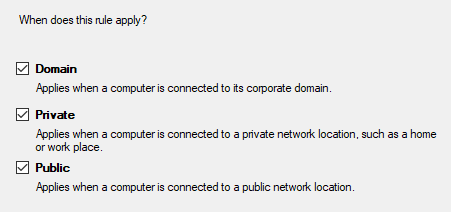 When does this rule apply?
Domain
Applies when a computer is connected to its corporate domain.
Private
Applies when a computer is connected to a private network location, such as a home
or work place.
Public
Applies when a computer is connected to a public network location.